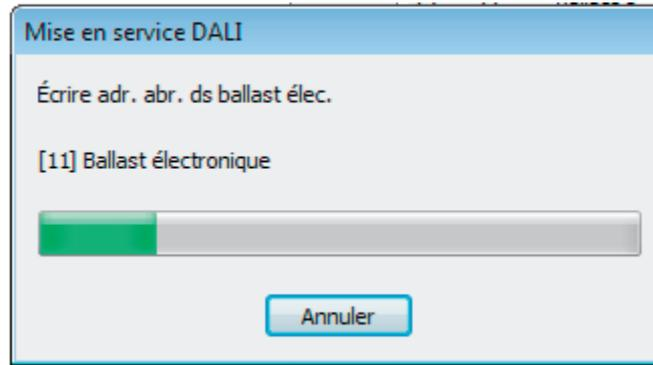 Mise en service DALI
Écrire adr. abr. ds ballast élec.
[11] Ballast électronique
Annuler